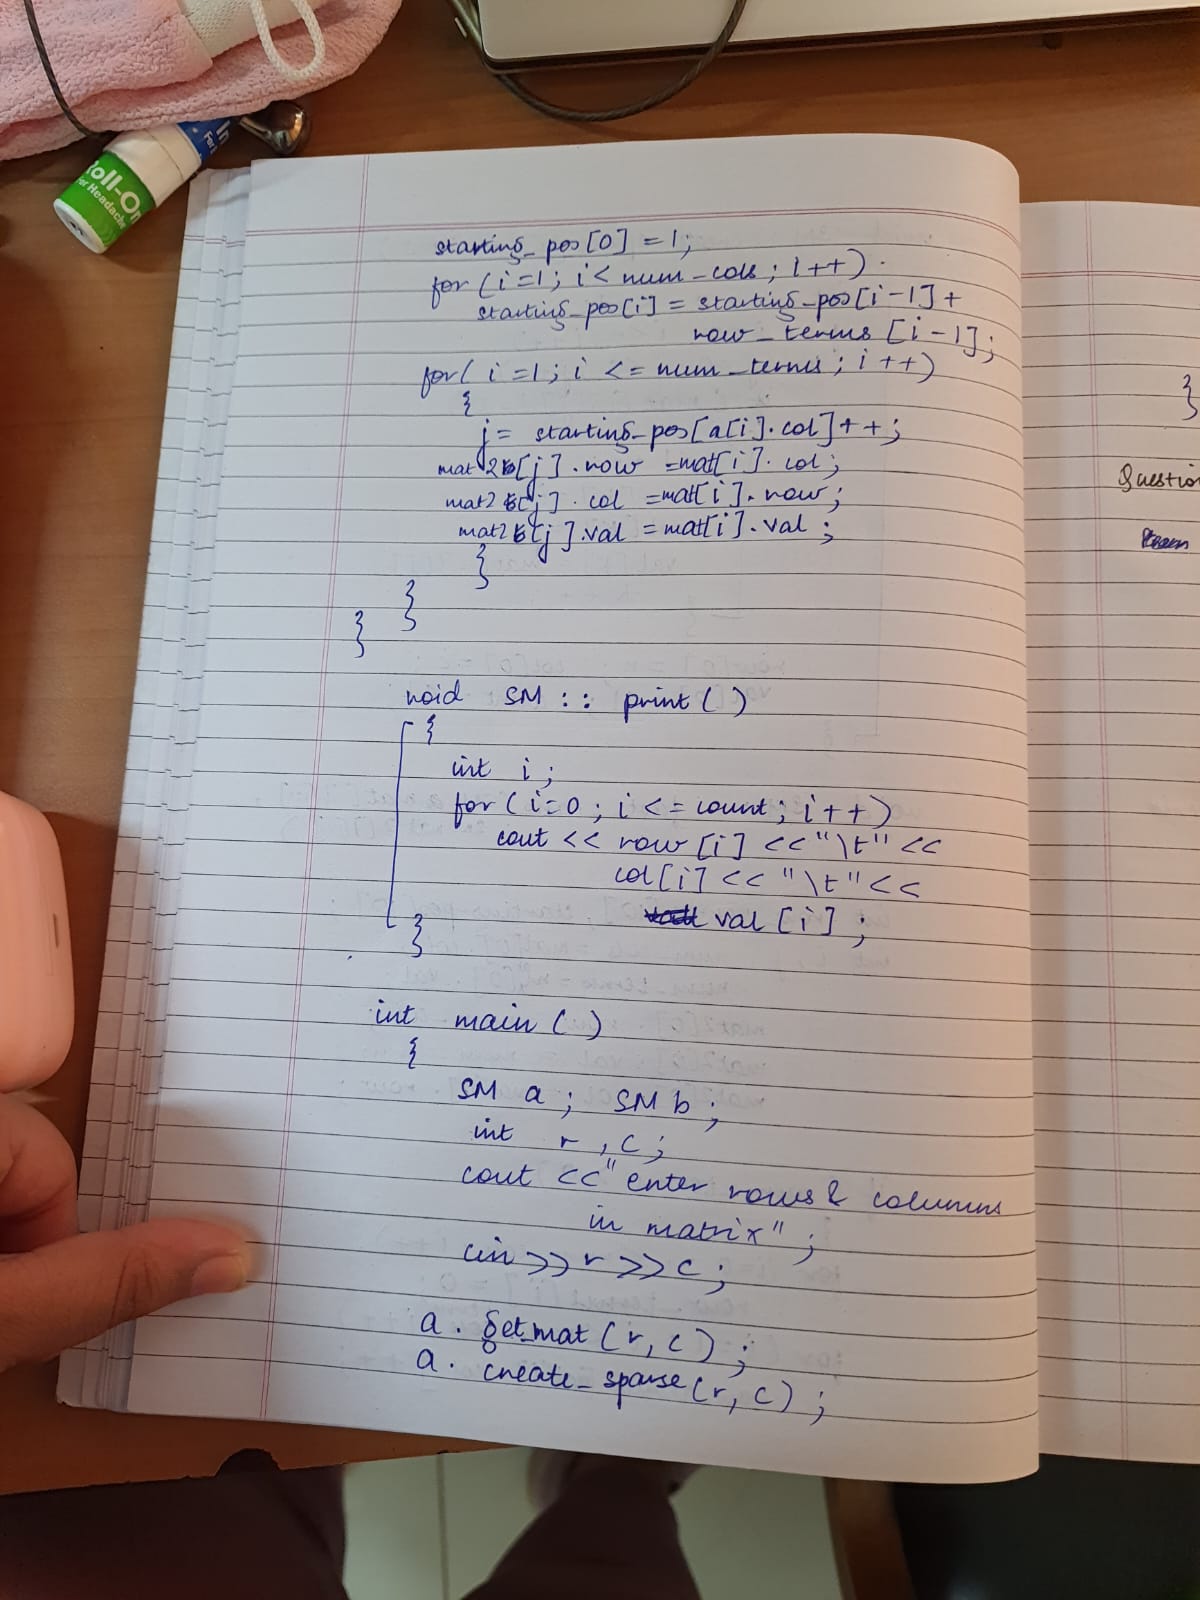 In
For
Roll-On
For Headache
starting_pos[0] = 1;
for (i=1; i< num_cols; i++).
starting_pos[i] = starting_pos[i-1] +
row_terms [i-1];
for( i=1; i <= num_terms; i++)
{
j= starting_pos[a[i].col]++;
mat2[j].row =mat[i].col;
mat2[j].col =mat[i].row;
mat2[j].val = mat[i].val;
}
}
}
void SM :: print ( )
{
int i;
for (i=0; i <= count; i++)
cout << row [i] <<"\t" <<
col[i] << "\t" <<
val [i] ;
}
int main ( )
{
SM a ; SM b ;
int r , c ;
cout <<" enter rows & columns
in matrix" ;
cin >> r >> c ;
a . get_mat (r, c) ;
a . create_sparse (r, c) ;
}
Question